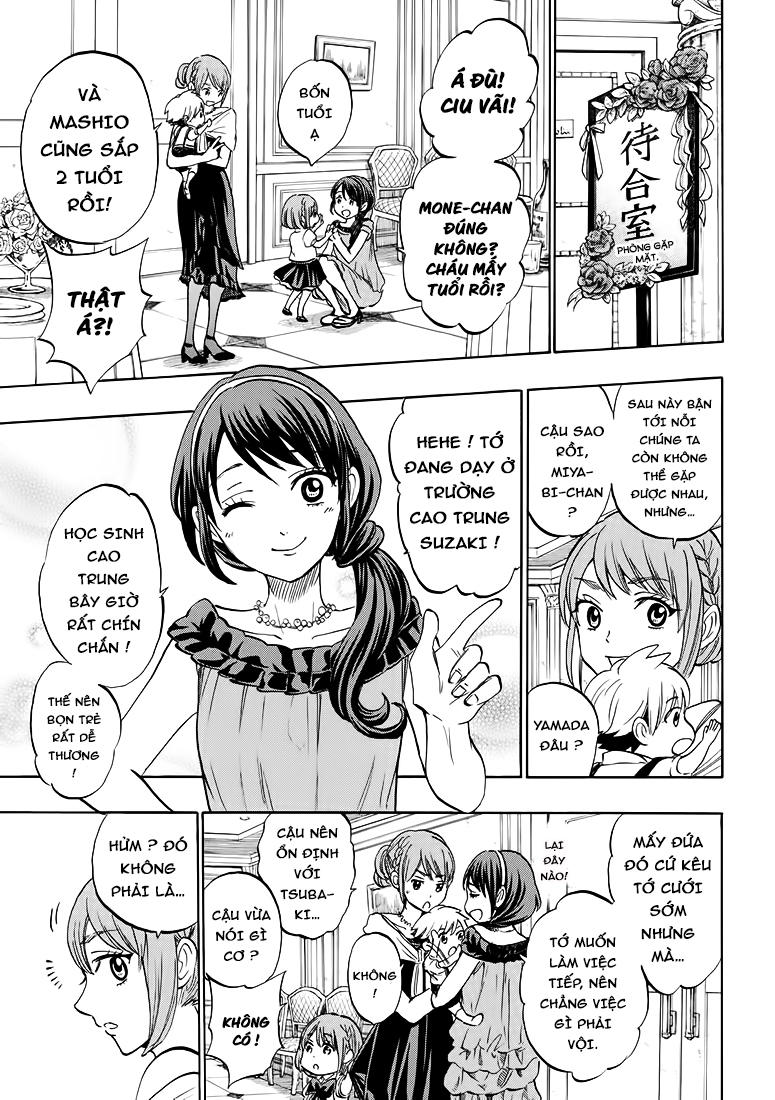 待
合
室
PHÒNG GẶP
MẶT.
Á ĐÙ!
CIU VÃI!
MONE-CHAN
ĐÚNG
KHÔNG?
CHÁU MẤY
TUỔI RỒI?
BỐN
TUỔI
Ạ
VÀ
MASHIO
CŨNG SẮP
2 TUỔI
RỒI!
THẬT
Á?!
SAU NÀY BẬN
TỚI NỖI
CHÚNG TA
CÒN KHÔNG
THỂ GẶP
ĐƯỢC NHAU,
NHƯNG...
CẬU SAO
RỒI,
MIYA-
BI-CHAN
?
YAMADA
ĐÂU ?
HEHE ! TỚ
ĐANG DẠY Ở
TRƯỜNG
CAO TRUNG
SUZAKI !
HỌC SINH
CAO
TRUNG
BÂY GIỜ
RẤT CHÍN
CHẮN !
THẾ NÊN
BỌN TRẺ
RẤT DỄ
THƯƠNG
!
MẤY ĐỨA
ĐÓ CỨ KÊU
TỚ CƯỚI
SỚM
NHƯNG
MÀ...
LẠI
ĐÂY
NÀO!
TỚ MUỐN
LÀM VIỆC
TIẾP, NÊN
CHẲNG VIỆC
GÌ PHẢI
VỘI.
KHÔNG
!
CẬU NÊN
ỔN ĐỊNH
VỚI
TSUBA-
KI...
CẬU VỪA
NÓI GÌ
CƠ ?
KHÔNG
CÓ !
HỪM ? ĐÓ
KHÔNG
PHẢI LÀ...